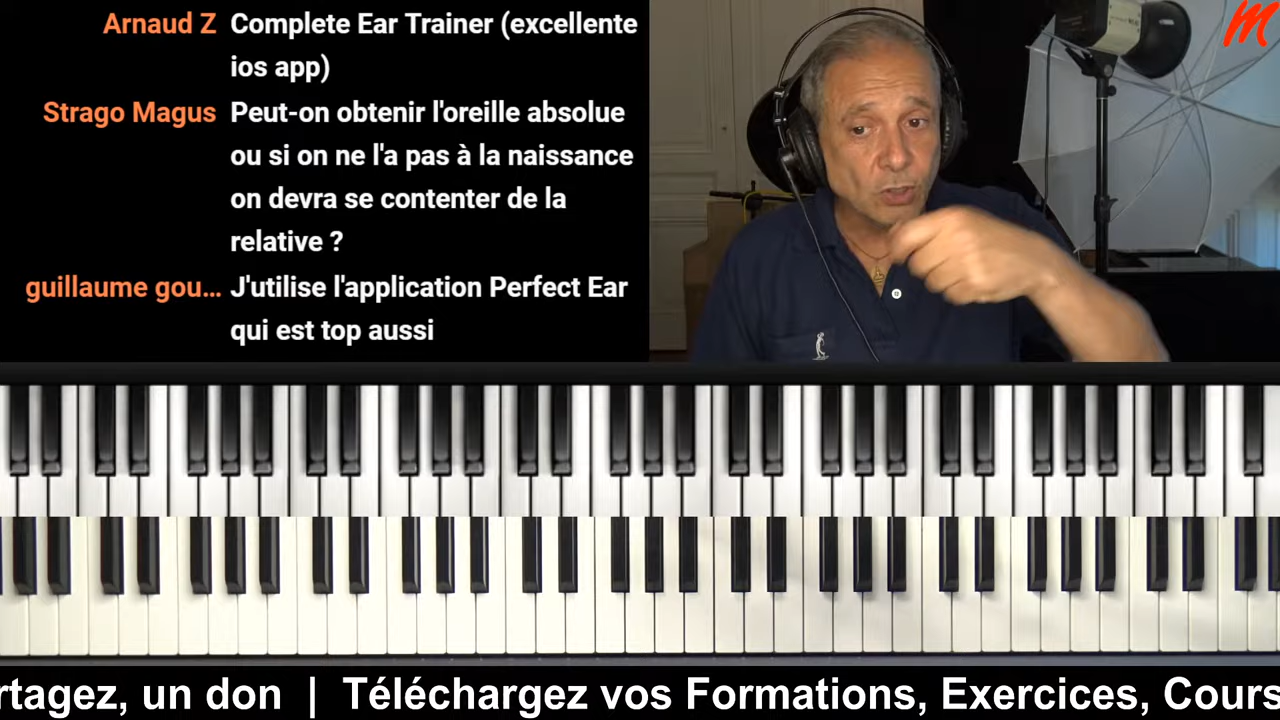 Arnaud Z Complete Ear Trainer (excellente
ios app)
Strago Magus Peut-on obtenir l'oreille absolue
ou si on ne l'a pas à la naissance
on devra se contenter de la
relative ?
guillaume gou... J'utilise l'application Perfect Ear
qui est top aussi
M
rtagez, un don | Téléchargez vos Formations, Exercices, Cours